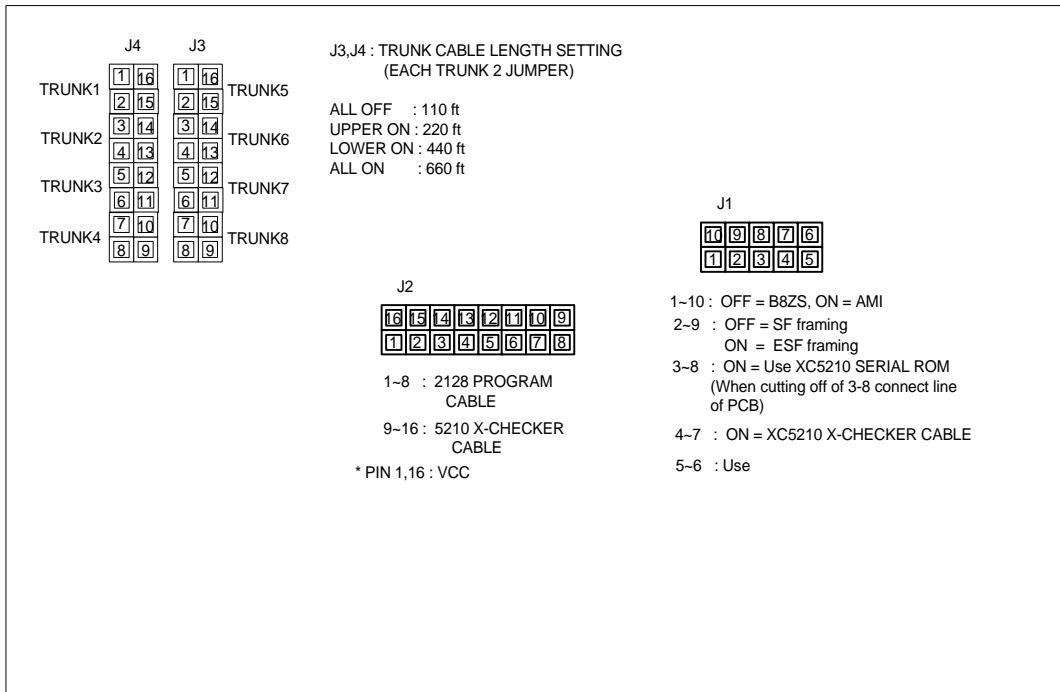 J4 J3
TRUNK1 1 16 1 16 TRUNK5
2 15 2 15
TRUNK2 3 14 3 14 TRUNK6
4 13 4 13
TRUNK3 5 12 5 12 TRUNK7
6 11 6 11
TRUNK4 7 10 7 10 TRUNK8
8 9 8 9
J3,J4 : TRUNK CABLE LENGTH SETTING
(EACH TRUNK 2 JUMPER)
ALL OFF : 110 ft
UPPER ON : 220 ft
LOWER ON : 440 ft
ALL ON : 660 ft
J2
16 15 14 13 12 11 10 9
1 2 3 4 5 6 7 8
1~8 : 2128 PROGRAM
CABLE
9~16 : 5210 X-CHECKER
CABLE
* PIN 1,16 : VCC
J1
10 9 8 7 6
1 2 3 4 5
1~10 : OFF = B8ZS, ON = AMI
2~9 : OFF = SF framing
ON = ESF framing
3~8 : ON = Use XC5210 SERIAL ROM
(When cutting off of 3-8 connect line
of PCB)
4~7 : ON = XC5210 X-CHECKER CABLE
5~6 : Use